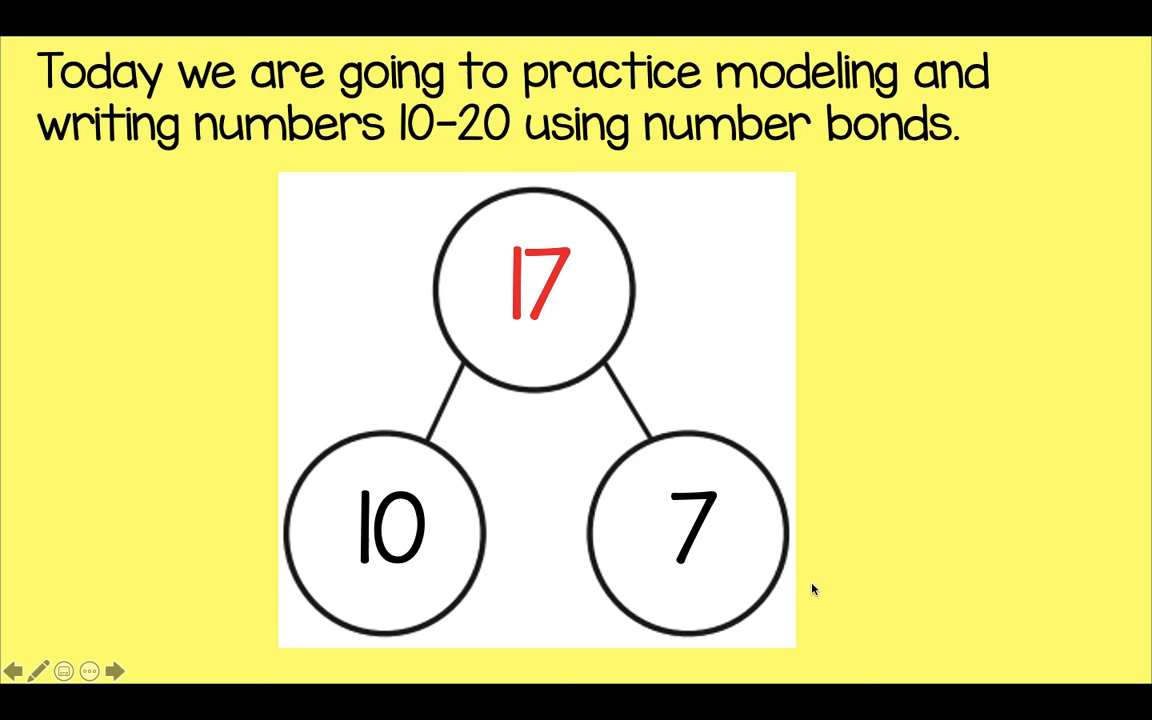 Today we are going to practice modeling and
writing numbers 10-20 using number bonds.
17
10 7